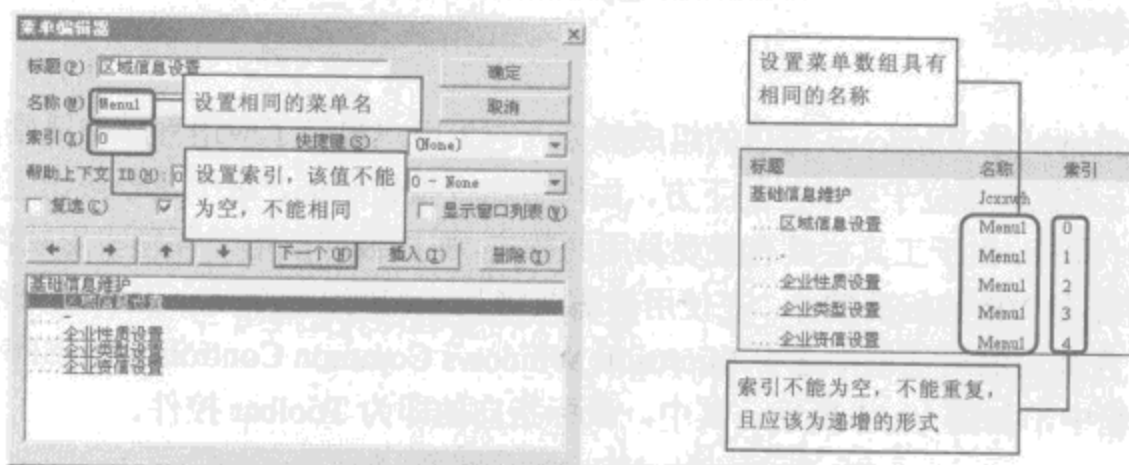 菜单编辑器
标题(P): 区域信息设置
确定
名称(M) Menu1
设置相同的菜单名
取消
索引(X) 0
快捷键(S): (None)
帮助上下文 ID(H): 0
设置索引，该值不能
为空，不能相同
0 - None
复选(C)
显示窗口列表(W)
下一个(N) 插入(I) 删除(T)
基础信息维护
....区域信息设置
....-
....企业性质设置
....企业类型设置
....企业资信设置
设置菜单数组具有
相同的名称
标题 名称 索引
基础信息维护 Jcxxwh
....区域信息设置 Menu1 0
....- Menu1 1
....企业性质设置 Menu1 2
....企业类型设置 Menu1 3
....企业资信设置 Menu1 4
索引不能为空，不能重复，
且应该为递增的形式